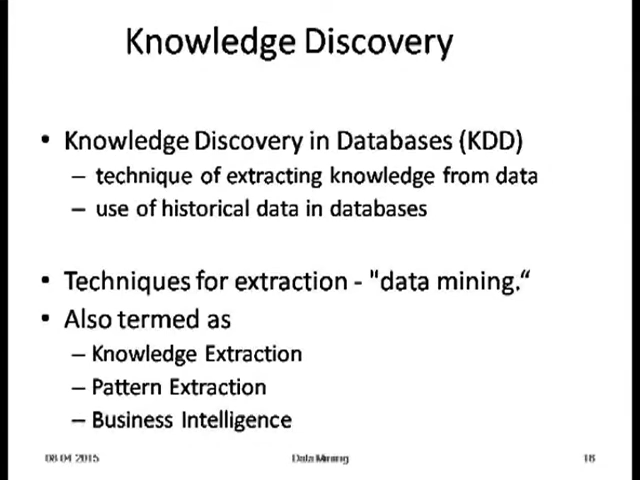 Knowledge Discovery
• Knowledge Discovery in Databases (KDD)
– technique of extracting knowledge from data
– use of historical data in databases
• Techniques for extraction - "data mining.“
• Also termed as
– Knowledge Extraction
– Pattern Extraction
– Business Intelligence
08 04 2015 Data Mining 16